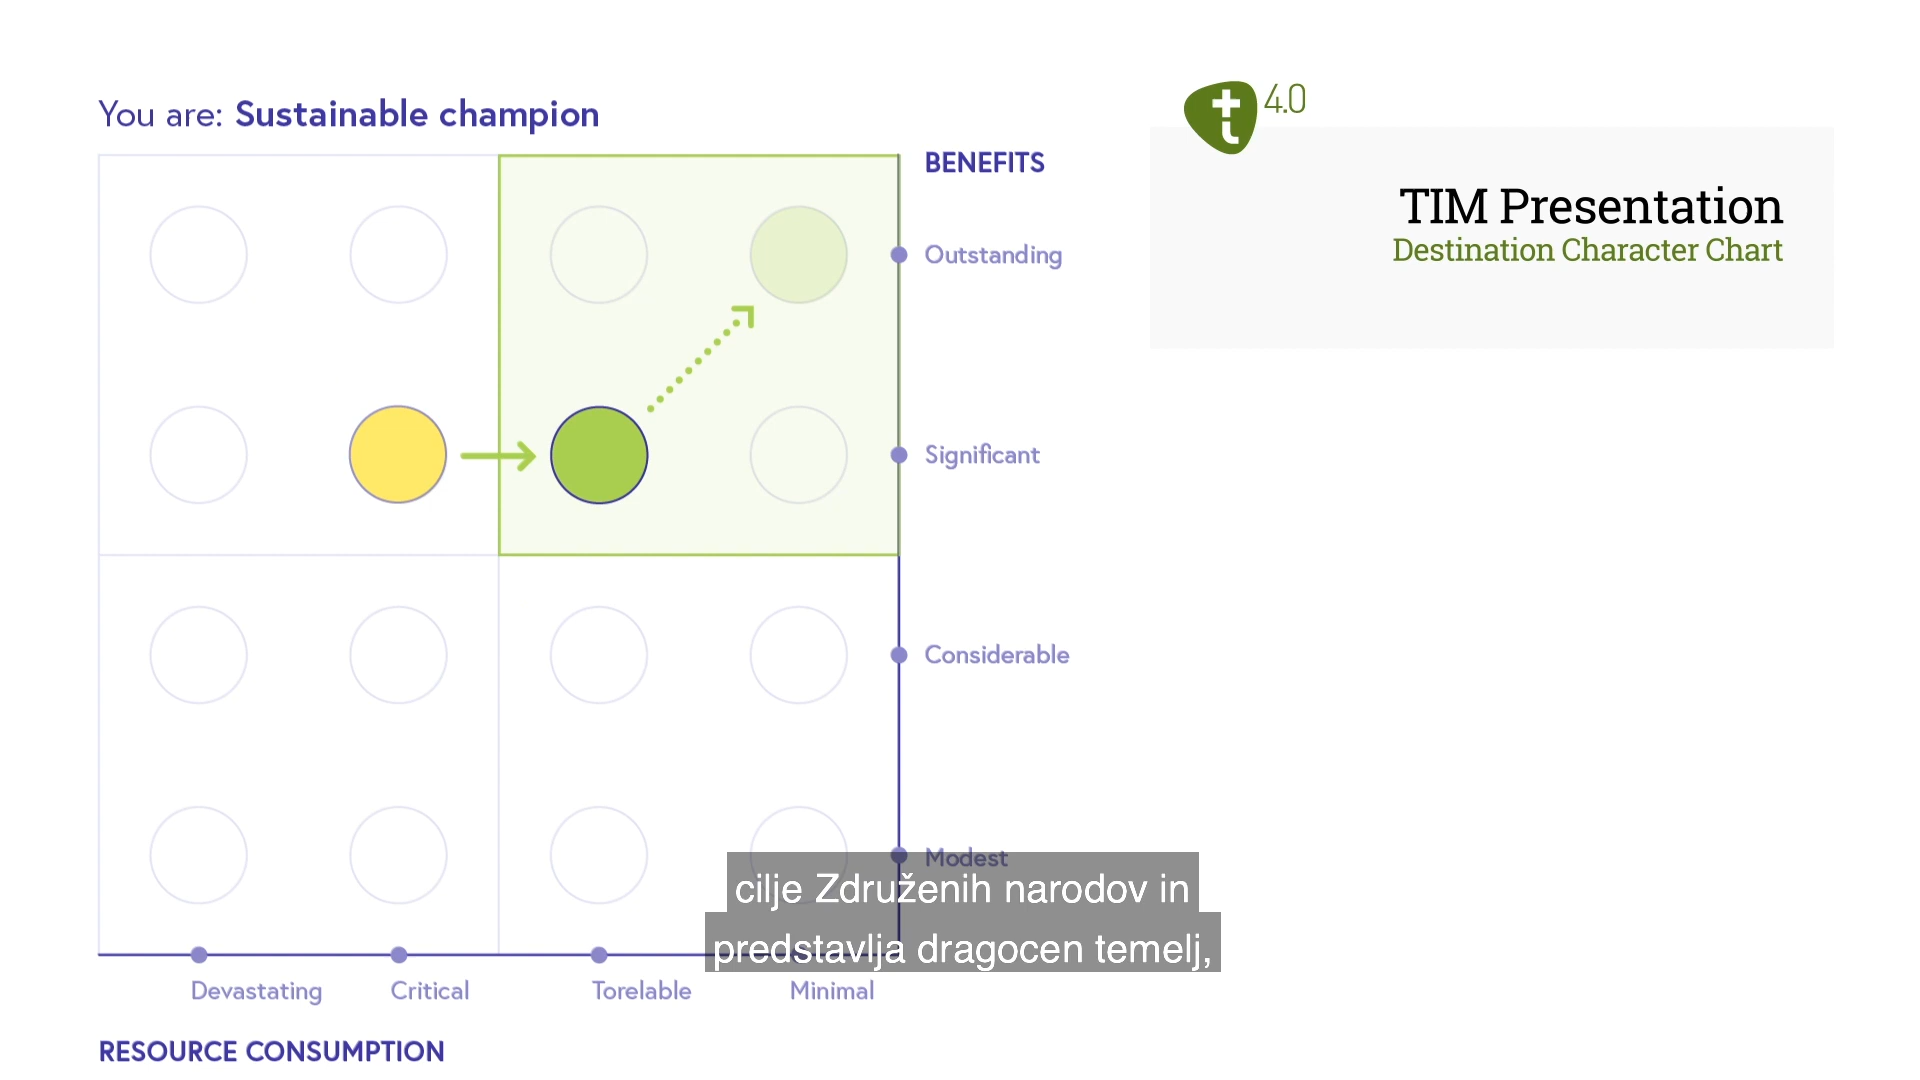 You are: Sustainable champion
BENEFITS
Outstanding
Significant
Considerable
Modest
Devastating
Critical
Torelable
Minimal
RESOURCE CONSUMPTION
t 4.0
TIM Presentation
Destination Character Chart
cilje Združenih narodov in
predstavlja dragocen temelj,